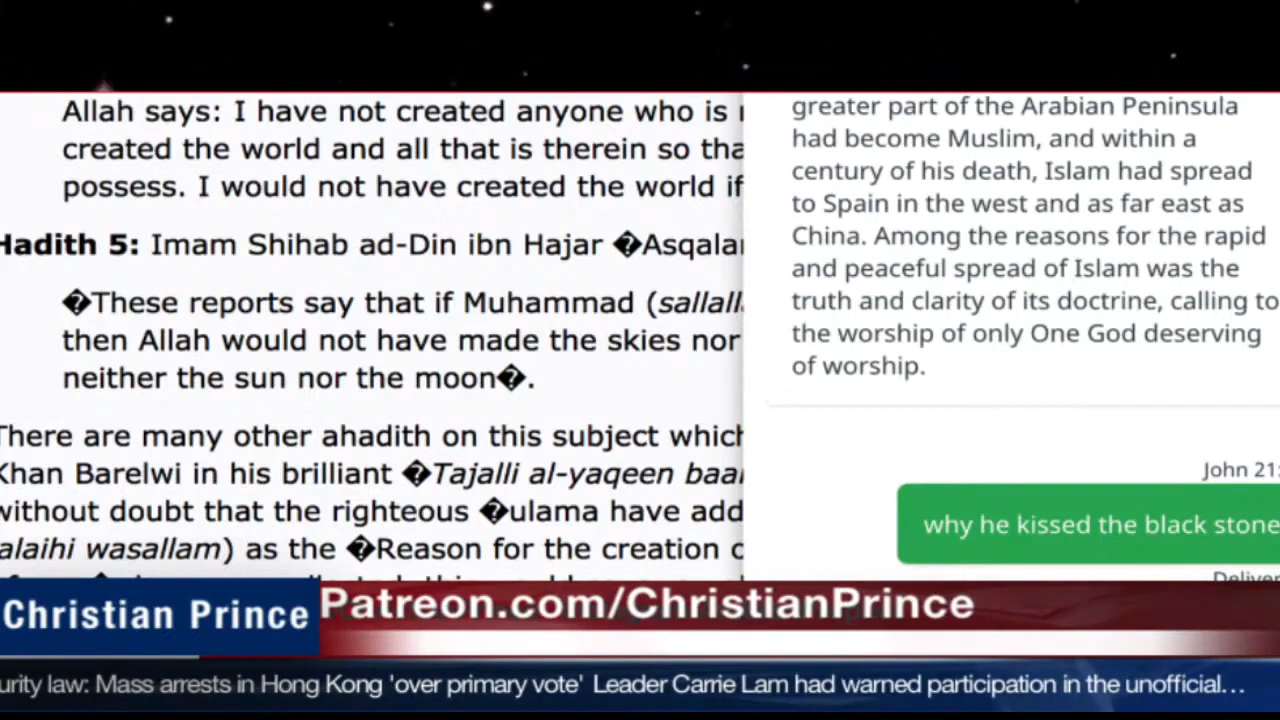 Allah says: I have not created anyone who is
created the world and all that is therein so
possess. I would not have created the world if
Hadith 5: Imam Shihab ad-Din ibn Hajar �Asqala
�These reports say that if Muhammad (sallall
then Allah would not have made the skies nor
neither the sun nor the moon�.
There are many other ahadith on this subject which
Khan Barelwi in his brilliant �Tajalli al-yaqeen baa
without doubt that the righteous �ulama have add
alaihi wasallam) as the �Reason for the creation
greater part of the Arabian Peninsula
had become Muslim, and within a
century of his death, Islam had spread
to Spain in the west and as far east as
China. Among the reasons for the rapid
and peaceful spread of Islam was the
truth and clarity of its doctrine, calling to
the worship of only One God deserving
of worship.
John 21:
why he kissed the black stone
Deliver
Christian Prince
Patreon.com/ChristianPrince
urity law: Mass arrests in Hong Kong 'over primary vote' Leader Carrie Lam had warned participation in the unofficial…